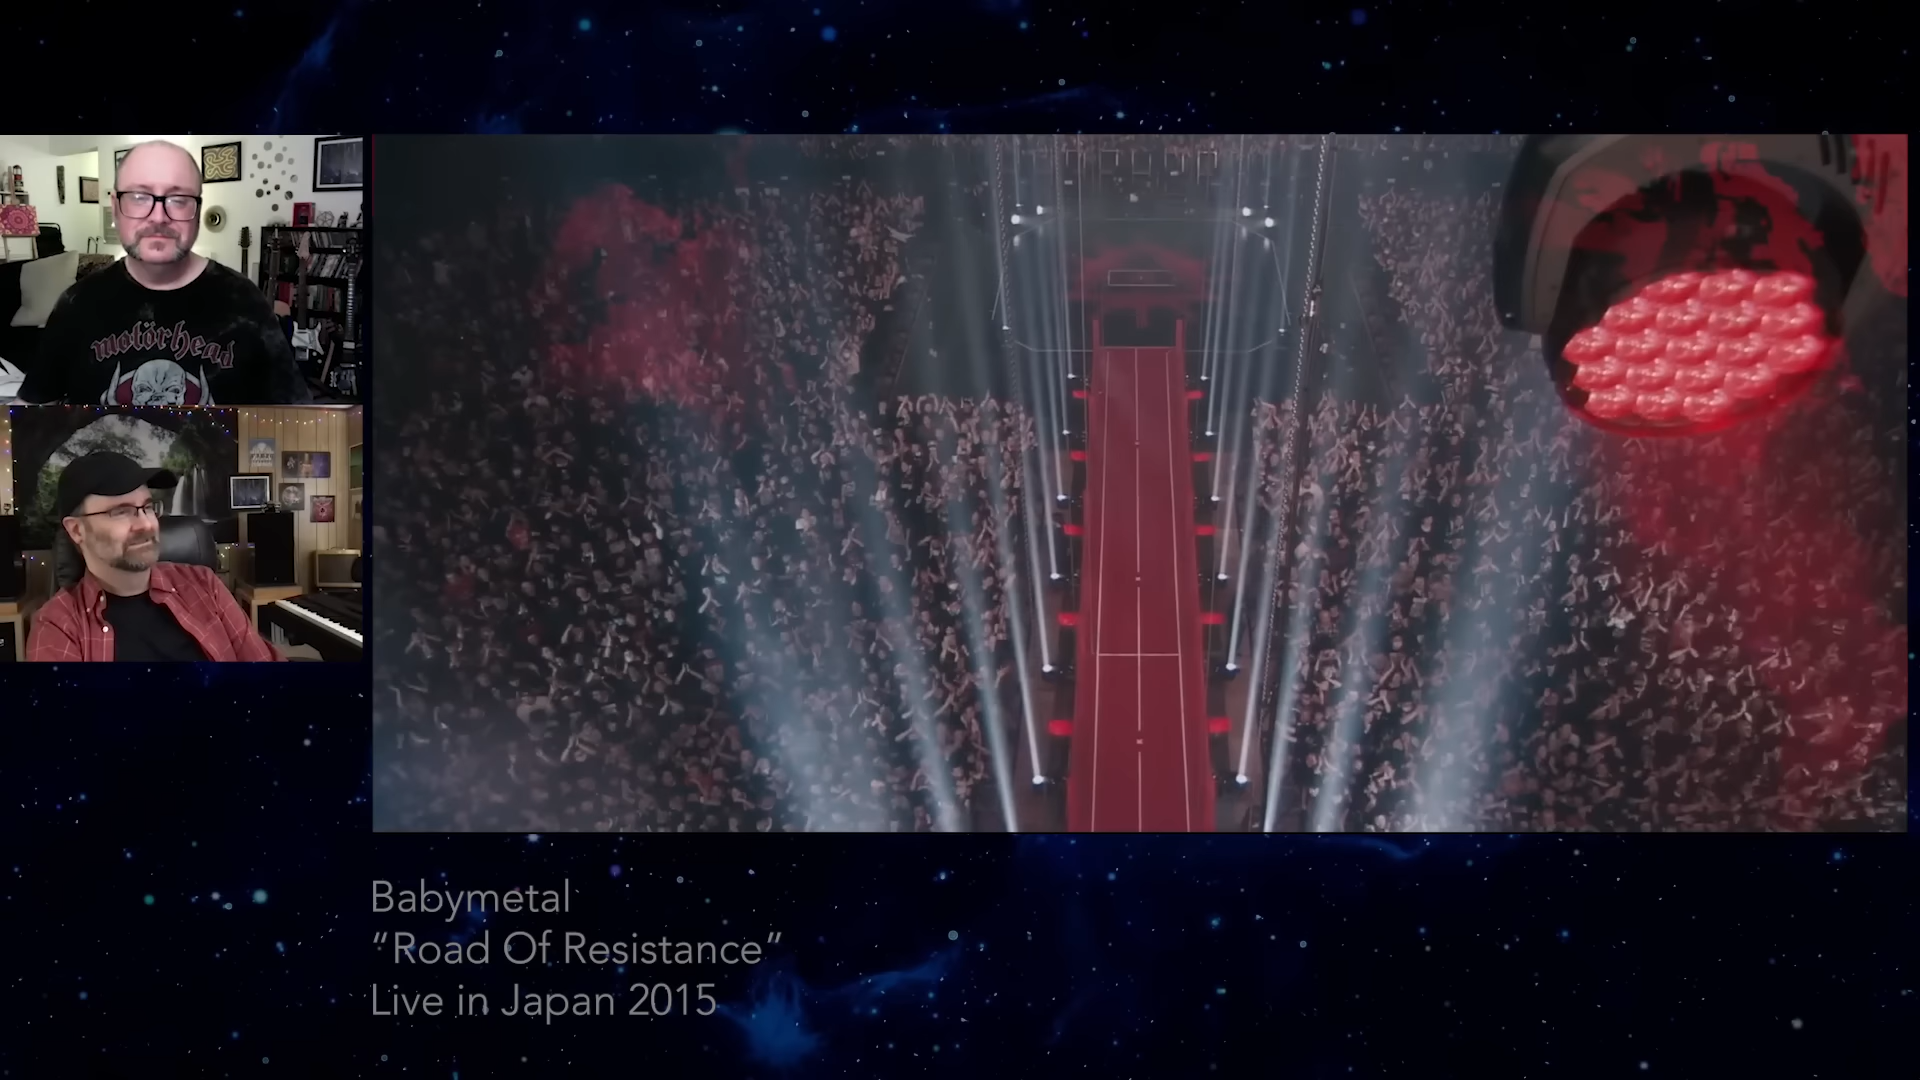 motörhead
Babymetal
“Road Of Resistance”
Live in Japan 2015